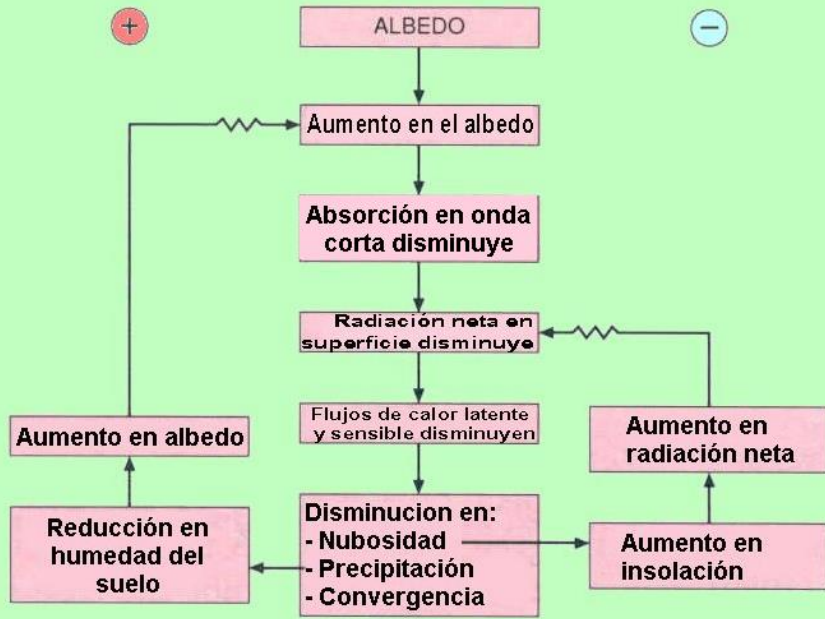 +
ALBEDO
−
Aumento en el albedo
Absorción en onda
corta disminuye
Radiación neta en
superficie disminuye
Flujos de calor latente
y sensible disminuyen
Aumento en albedo
Aumento en
radiación neta
Reducción en
humedad del
suelo
Disminucion en:
- Nubosidad
- Precipitación
- Convergencia
Aumento en
insolación